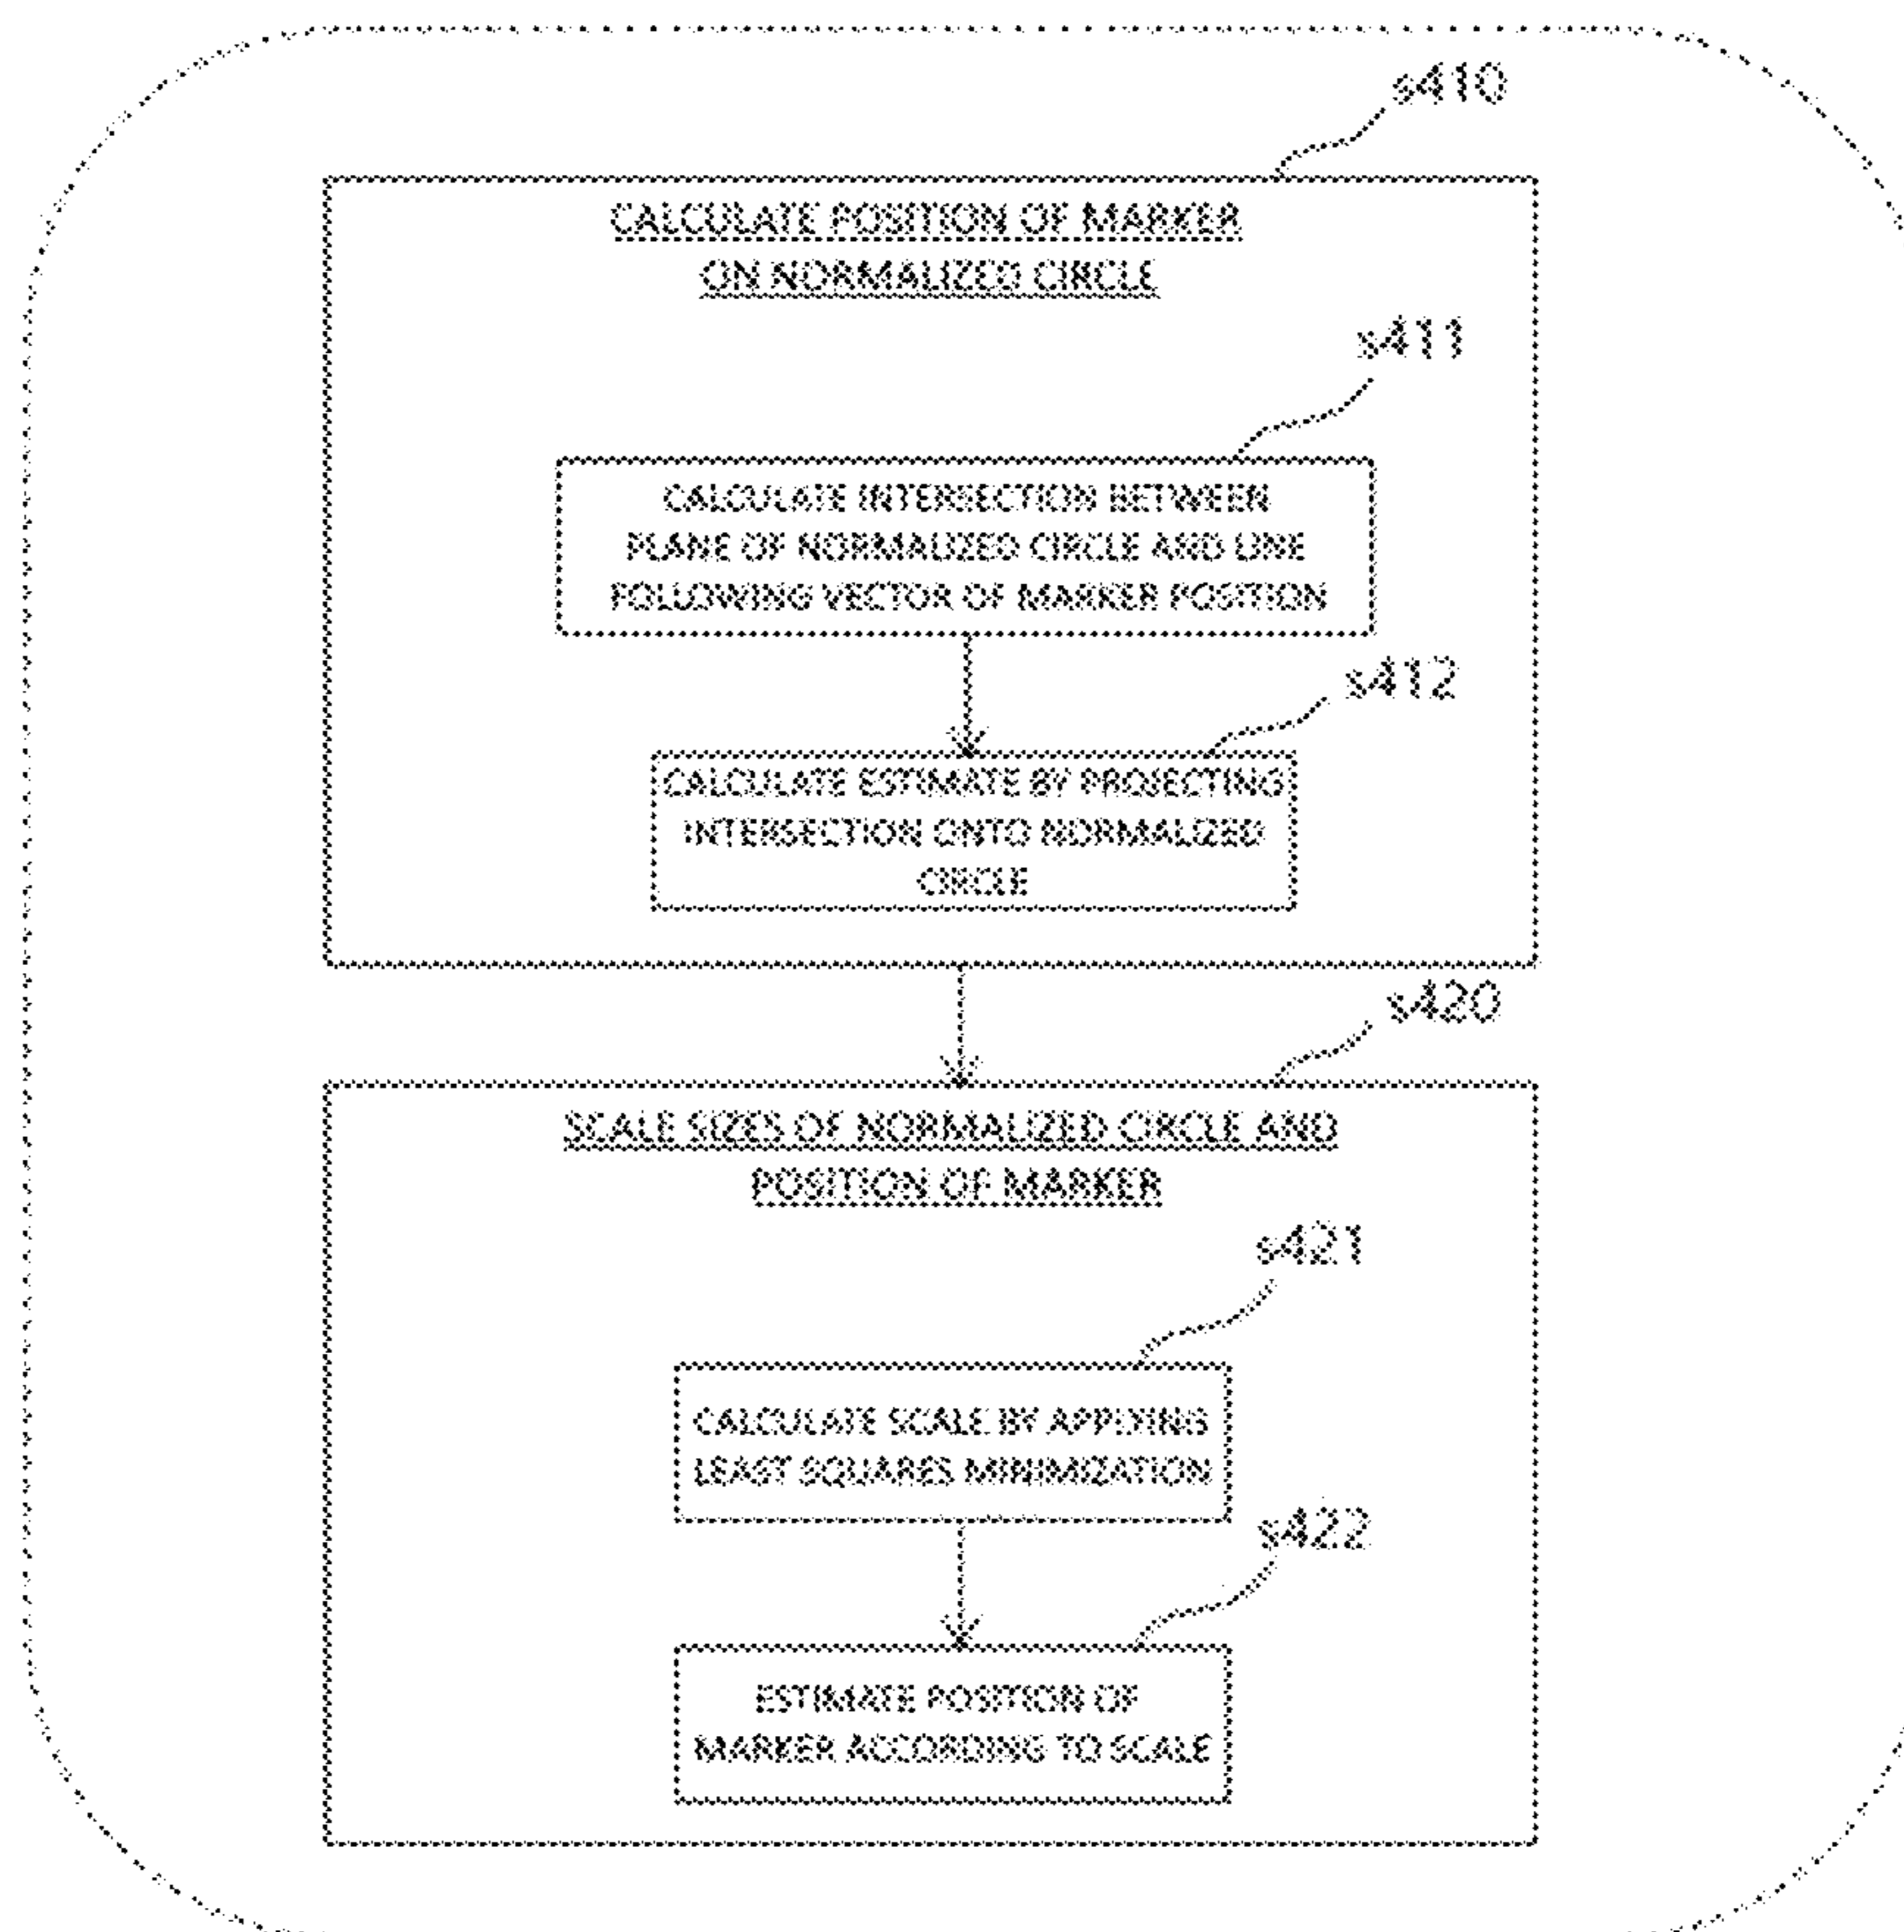 s410
CALCULATE POSITION OF MARKER
ON NORMALIZED CIRCLE
s411
CALCULATE INTERSECTION BETWEEN
PLANE OF NORMALIZED CIRCLE AND LINE
FOLLOWING VECTOR OF MARKER POSITION
s412
CALCULATE ESTIMATE BY PROJECTING
INTERSECTION ONTO NORMALIZED
CIRCLE
s420
SCALE SIZES OF NORMALIZED CIRCLE AND
POSITION OF MARKER
s421
CALCULATE SCALE BY APPLYING
LEAST SQUARES MINIMIZATION
s422
ESTIMATE POSITION OF
MARKER ACCORDING TO SCALE